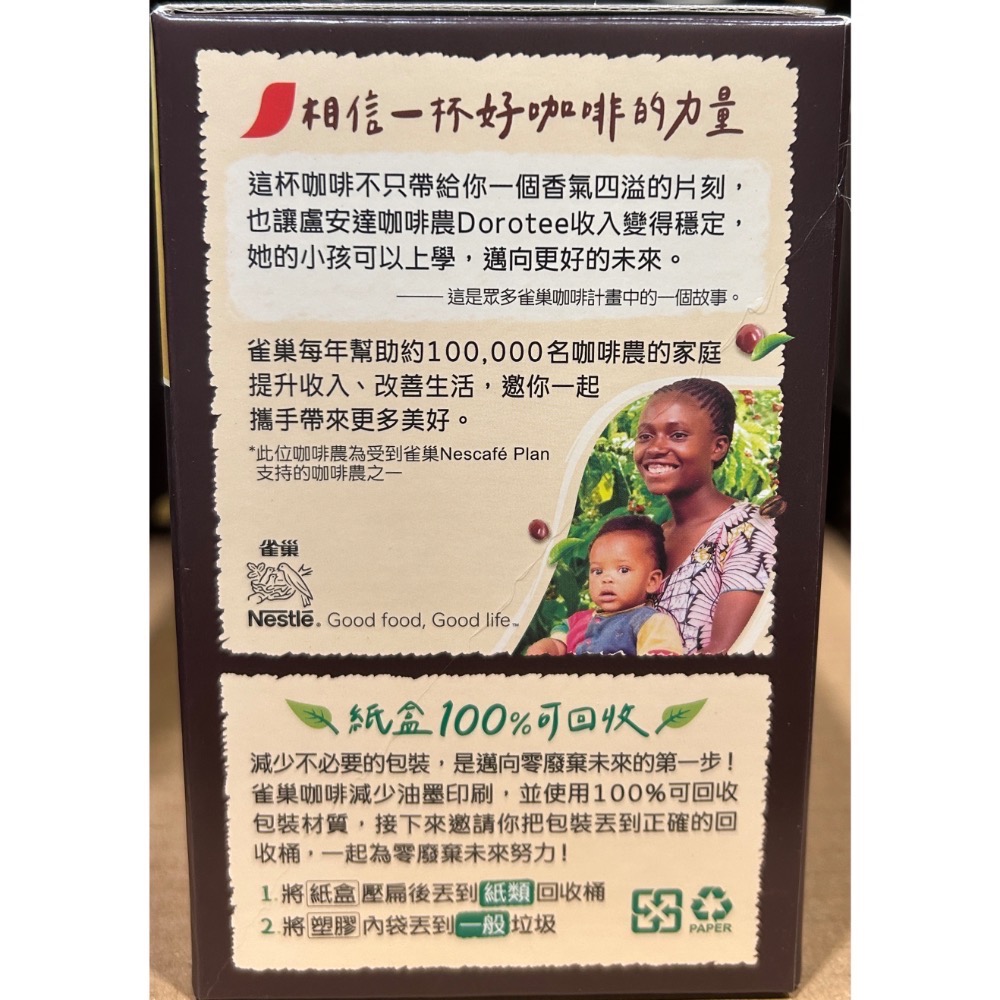 相信一杯好咖啡的力量
這杯咖啡不只帶給你一個香氣四溢的片刻，
也讓盧安達咖啡農Dorotee收入變得穩定，
她的小孩可以上學，邁向更好的未來。
——這是眾多雀巢咖啡計畫中的一個故事。
雀巢每年幫助約100,000名咖啡農的家庭
提升收入、改善生活，邀你一起
攜手帶來更多美好。
*此位咖啡農為受到雀巢Nescafé Plan
支持的咖啡農之一
雀巢
Nestlé. Good food, Good life™
紙盒100%可回收
減少不必要的包裝，是邁向零廢棄未來的第一步！
雀巢咖啡減少油墨印刷，並使用100%可回收
包裝材質，接下來邀請你把包裝丟到正確的回
收桶，一起為零廢棄未來努力！
1.將紙盒壓扁後丟到紙類回收桶
2.將塑膠內袋丟到一般垃圾
PAPER